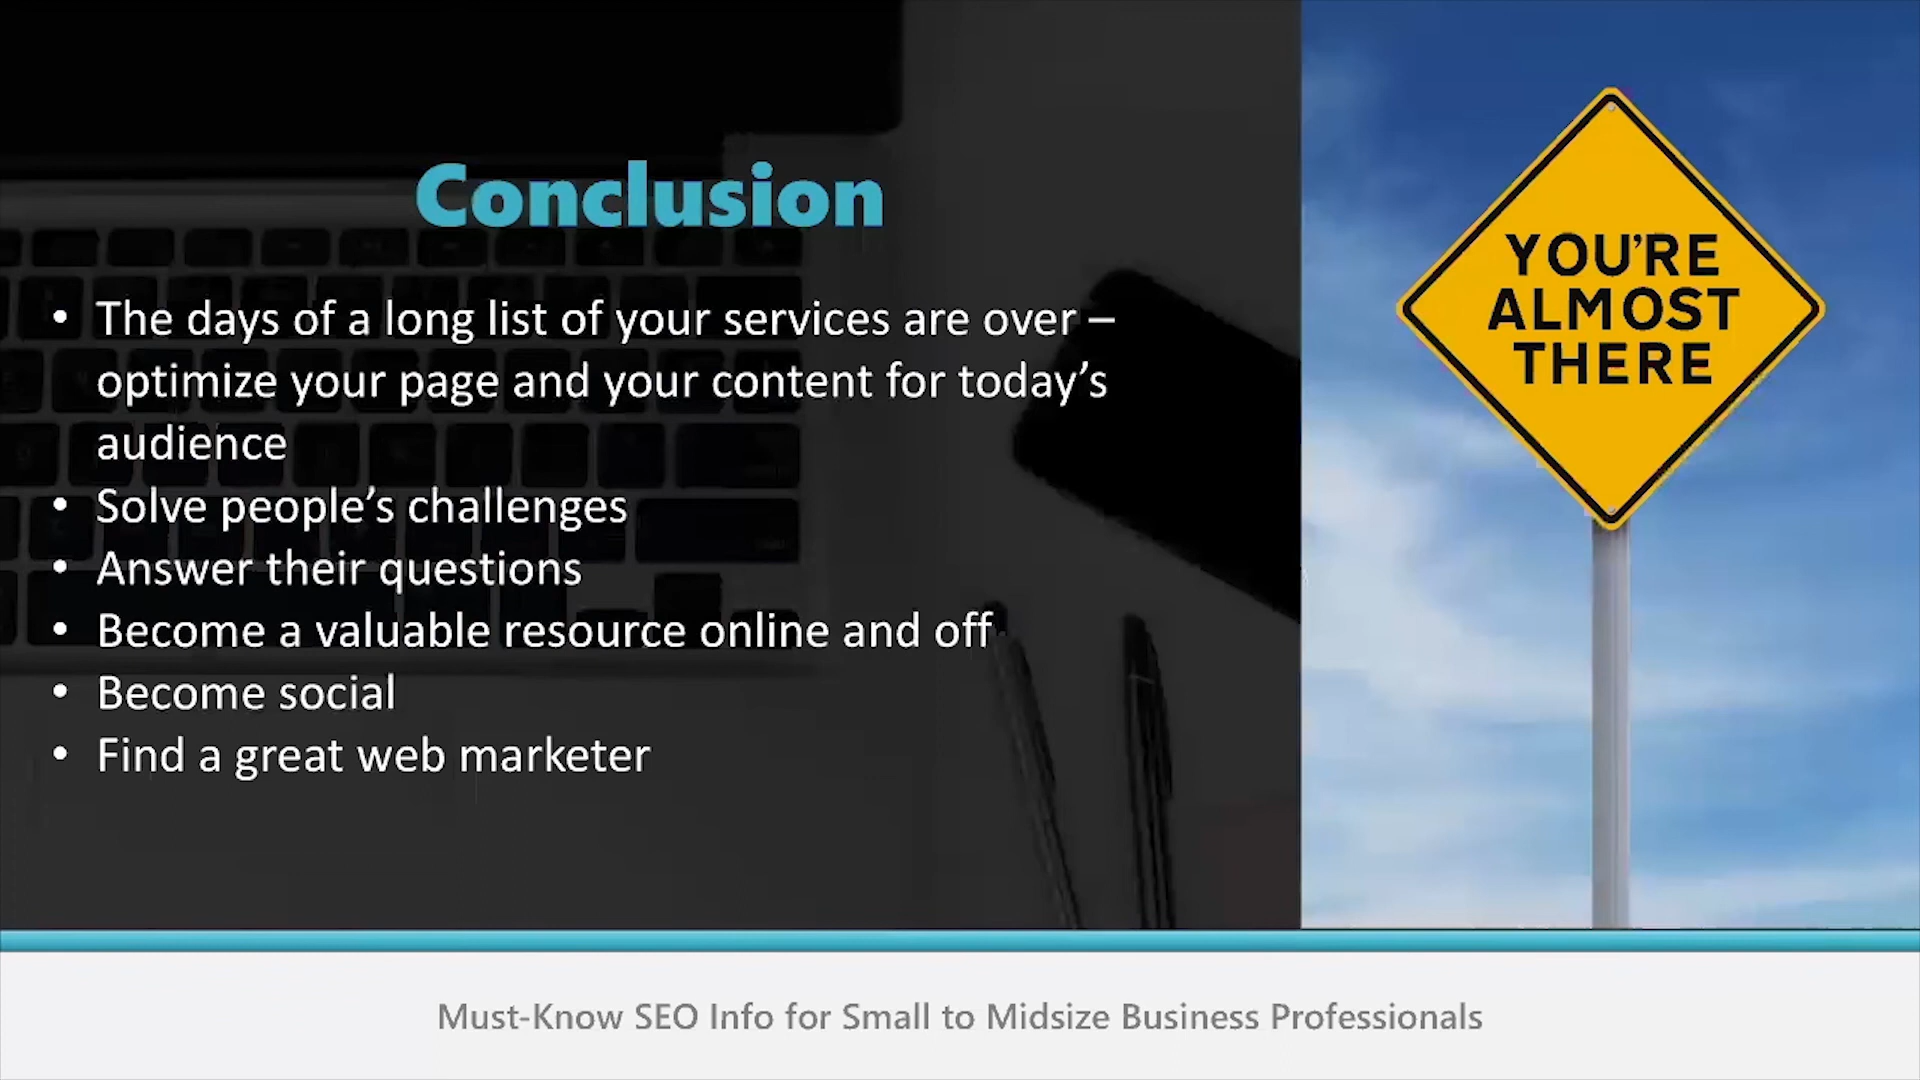 Conclusion
• The days of a long list of your services are over –
optimize your page and your content for today’s
audience
• Solve people’s challenges
• Answer their questions
• Become a valuable resource online and off
• Become social
• Find a great web marketer
YOU’RE
ALMOST
THERE
Must-Know SEO Info for Small to Midsize Business Professionals